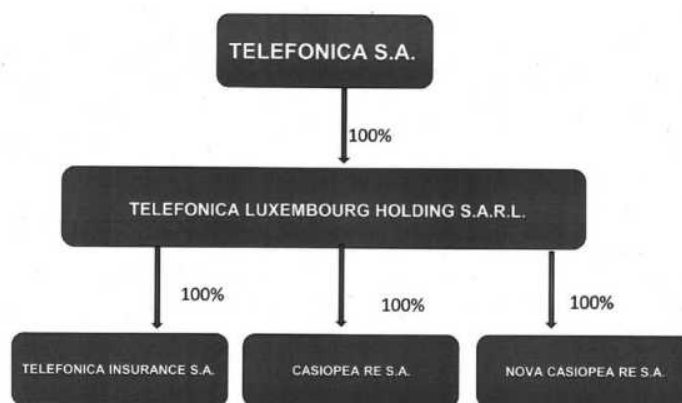 TELEFONICA S.A.
100%
TELEFONICA LUXEMBOURG HOLDING S.A.R.L.
100%
100%
100%
TELEFONICA INSURANCE S.A.
CASIOPEA RE S.A.
NOVA CASIOPEA RE S.A.